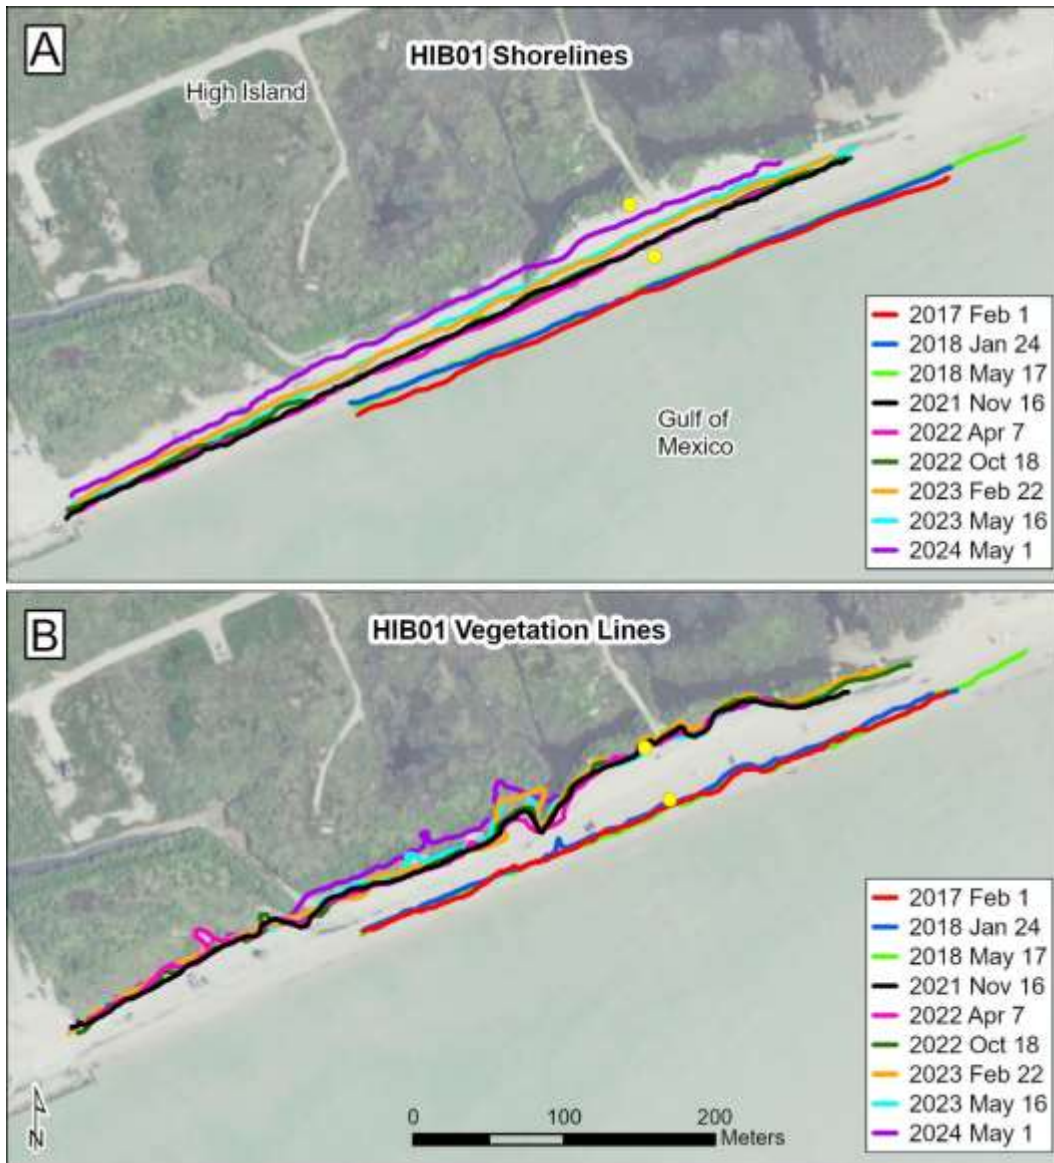 A
HIB01 Shorelines
High Island
Gulf of
Mexico
2017 Feb 1
2018 Jan 24
2018 May 17
2021 Nov 16
2022 Apr 7
2022 Oct 18
2023 Feb 22
2023 May 16
2024 May 1
B
HIB01 Vegetation Lines
2017 Feb 1
2018 Jan 24
2018 May 17
2021 Nov 16
2022 Apr 7
2022 Oct 18
2023 Feb 22
2023 May 16
2024 May 1
N
0 100 200
Meters